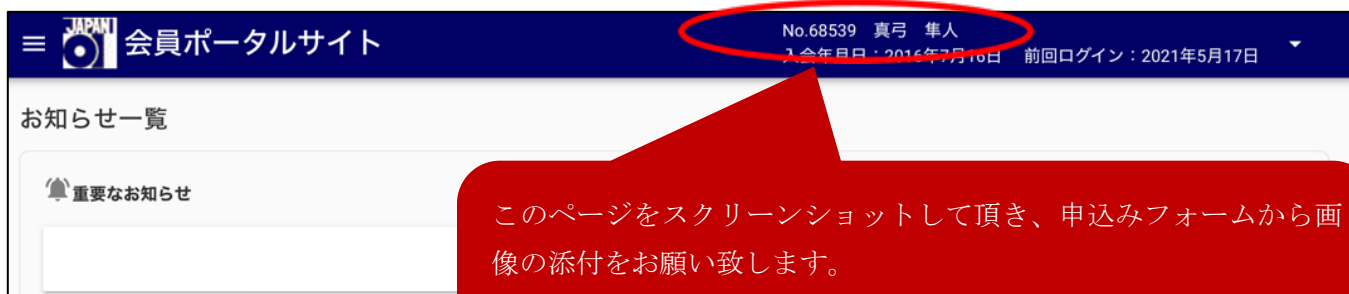 JAPAN
会員ポータルサイト
No.68539 真弓 隼人
入会年月日：2016年7月16日 前回ログイン：2021年5月17日
お知らせ一覧
重要なお知らせ
このページをスクリーンショットして頂き、申込みフォームから画
像の添付をお願い致します。